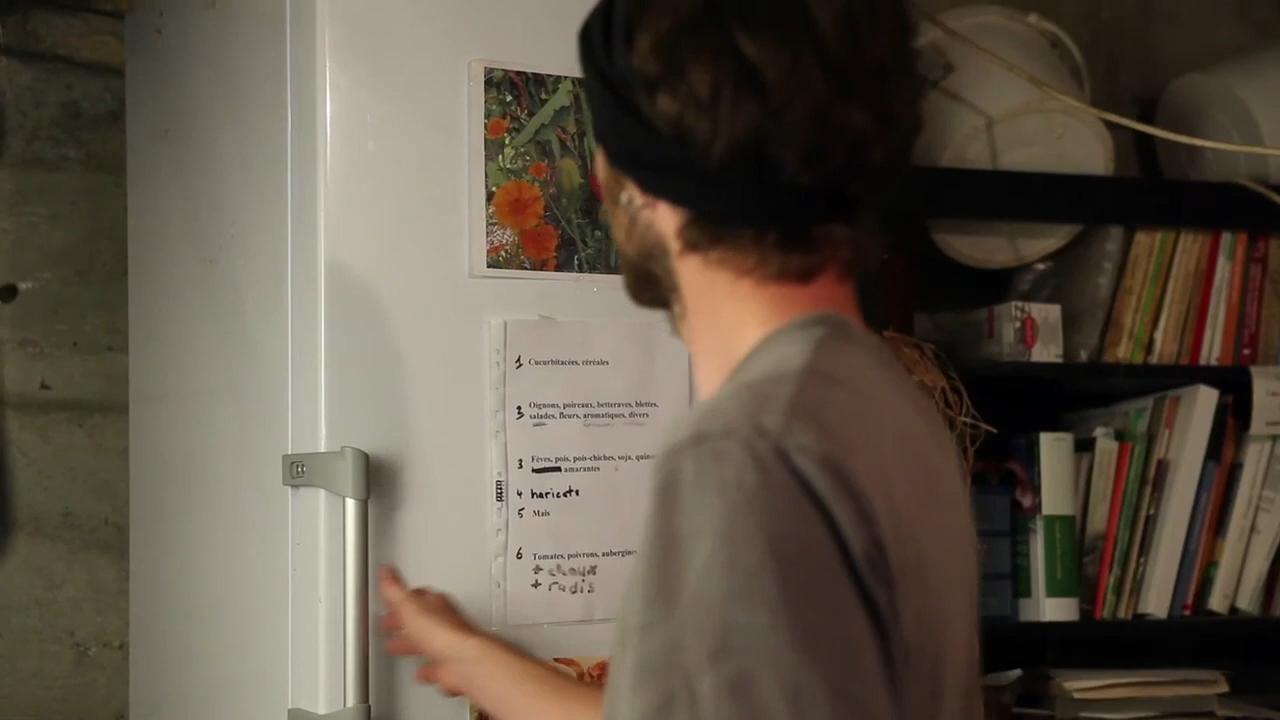 1 Cucurbitacées, céréales
3 Oignons, poireaux, betteraves, blettes,
salades, fleurs, aromatiques, divers
3 Fèves, pois, pois-chiches, soja,
amarantes
4 haricots
5 Maïs
6 Tomates, poivrons,
+ choux
+ radis